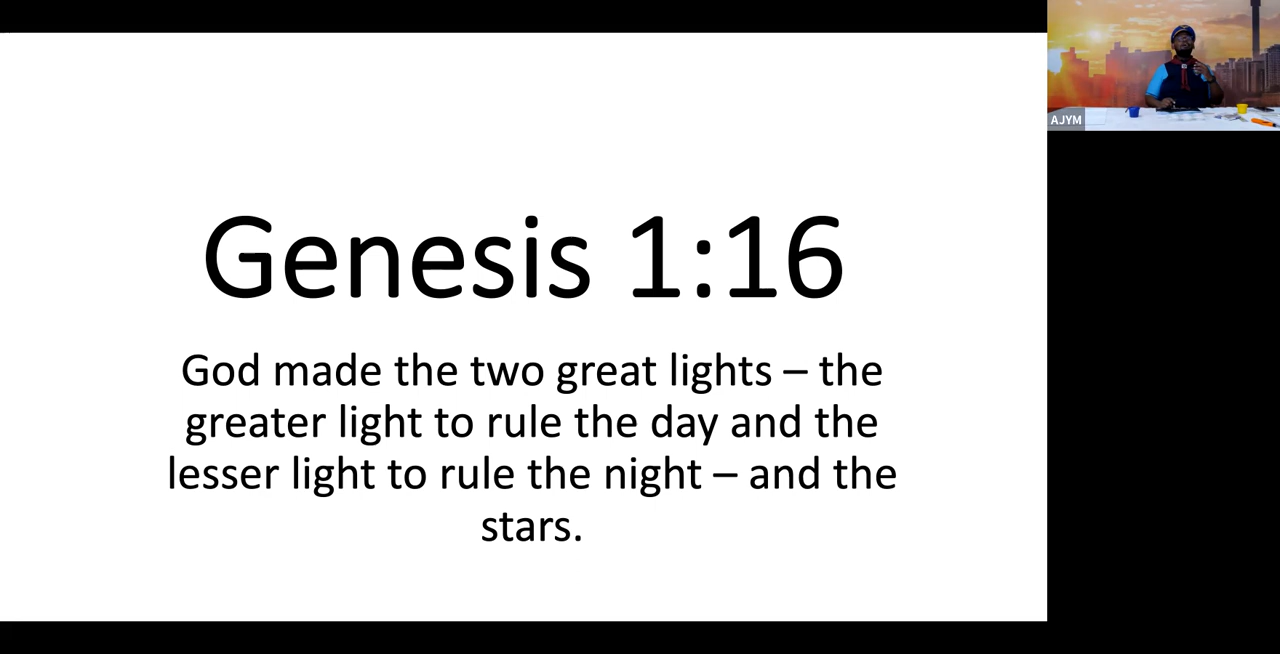 Genesis 1:16
God made the two great lights – the
greater light to rule the day and the
lesser light to rule the night – and the
stars.
AJYM